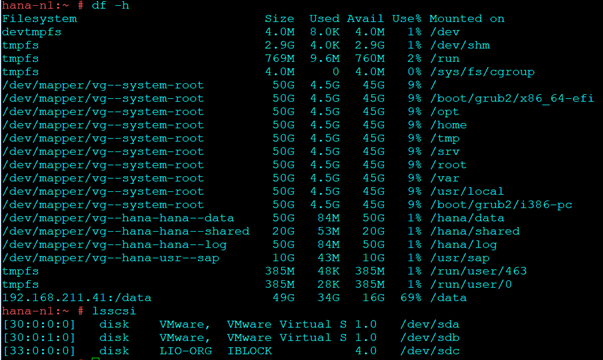 hana-n1:~ # df -h
Filesystem Size Used Avail Use% Mounted on
devtmpfs 4.0M 8.0K 4.0M 1% /dev
tmpfs 2.9G 4.0K 2.9G 1% /dev/shm
tmpfs 769M 9.6M 760M 2% /run
tmpfs 4.0M 0 4.0M 0% /sys/fs/cgroup
/dev/mapper/vg--system-root 50G 4.5G 45G 9% /
/dev/mapper/vg--system-root 50G 4.5G 45G 9% /boot/grub2/x86_64-efi
/dev/mapper/vg--system-root 50G 4.5G 45G 9% /opt
/dev/mapper/vg--system-root 50G 4.5G 45G 9% /home
/dev/mapper/vg--system-root 50G 4.5G 45G 9% /tmp
/dev/mapper/vg--system-root 50G 4.5G 45G 9% /srv
/dev/mapper/vg--system-root 50G 4.5G 45G 9% /root
/dev/mapper/vg--system-root 50G 4.5G 45G 9% /var
/dev/mapper/vg--system-root 50G 4.5G 45G 9% /usr/local
/dev/mapper/vg--system-root 50G 4.5G 45G 9% /boot/grub2/i386-pc
/dev/mapper/vg--hana-hana--data 50G 84M 50G 1% /hana/data
/dev/mapper/vg--hana-hana--shared 20G 53M 20G 1% /hana/shared
/dev/mapper/vg--hana-hana--log 50G 84M 50G 1% /hana/log
/dev/mapper/vg--hana-usr--sap 10G 43M 10G 1% /usr/sap
tmpfs 385M 48K 385M 1% /run/user/463
tmpfs 385M 28K 385M 1% /run/user/0
192.168.211.41:/data 49G 34G 16G 69% /data
hana-n1:~ # lsscsi
[30:0:0:0] disk VMware, VMware Virtual S 1.0 /dev/sda
[30:0:1:0] disk VMware, VMware Virtual S 1.0 /dev/sdb
[33:0:0:0] disk LIO-ORG IBLOCK 4.0 /dev/sdc